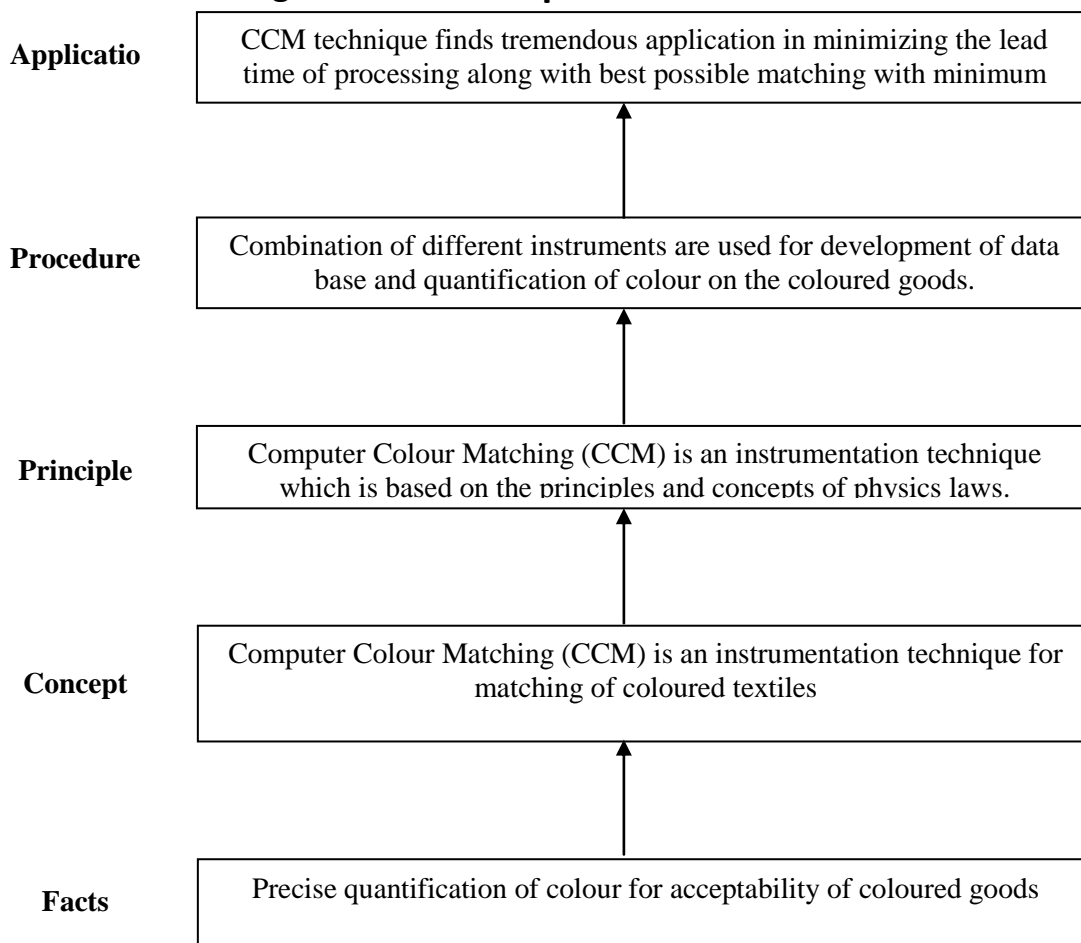 Applicatio
CCM technique finds tremendous application in minimizing the lead
time of processing along with best possible matching with minimum
Procedure
Combination of different instruments are used for development of data
base and quantification of colour on the coloured goods.
Principle
Computer Colour Matching (CCM) is an instrumentation technique
which is based on the principles and concepts of physics laws.
Concept
Computer Colour Matching (CCM) is an instrumentation technique for
matching of coloured textiles
Facts
Precise quantification of colour for acceptability of coloured goods